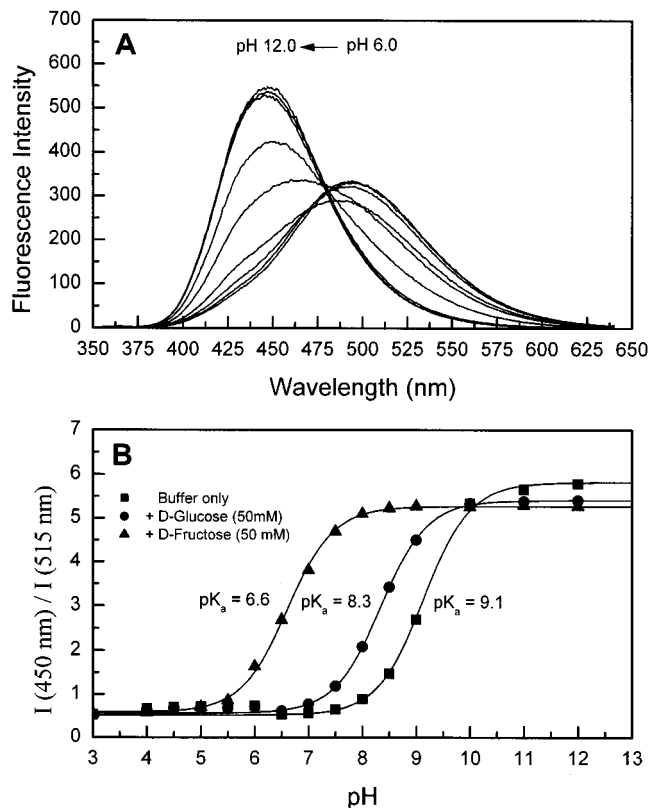 A
pH 12.0 ← pH 6.0
700
600
500
400
300
200
100
0
Fluorescence Intensity
350 375 400 425 450 475 500 525 550 575 600 625 650
Wavelength (nm)
B
7
6
5
4
3
2
1
0
I (450 nm) / I (515 nm)
Buffer only
+ D-Glucose (50mM)
+ D-Fructose (50 mM)
pKa = 6.6 pKa = 8.3 pKa = 9.1
3 4 5 6 7 8 9 10 11 12 13
pH